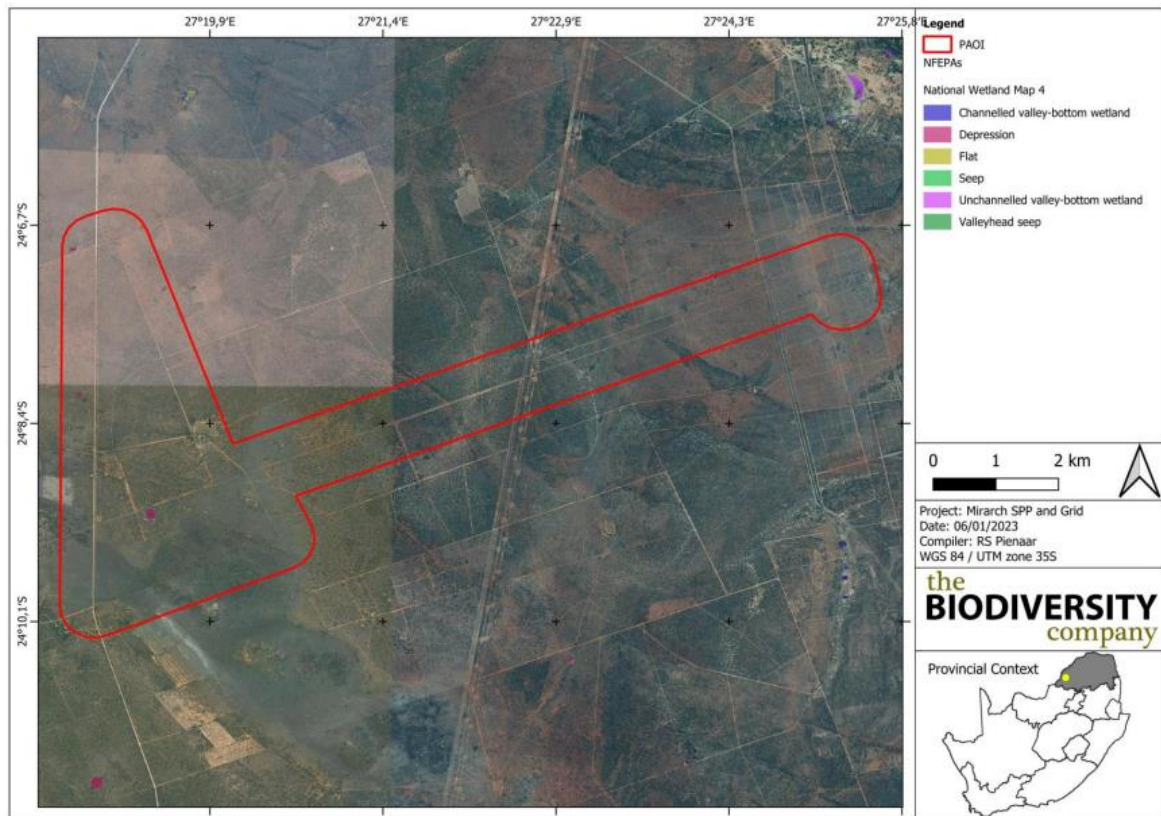 27°19,9'E 27°21,4'E 27°22,9'E 27°24,3'E 27°25,8'E
24°6,7'S
24°8,4'S
24°10,1'S
Legend
PAOI
NFEPAs
National Wetland Map 4
Channelled valley-bottom wetland
Depression
Flat
Seep
Unchannelled valley-bottom wetland
Valleyhead seep
0 1 2 km
Project: Mirarch SPP and Grid
Date: 06/01/2023
Compiler: RS Pienaar
WGS 84 / UTM zone 35S
the
BIODIVERSITY
company
Provincial Context